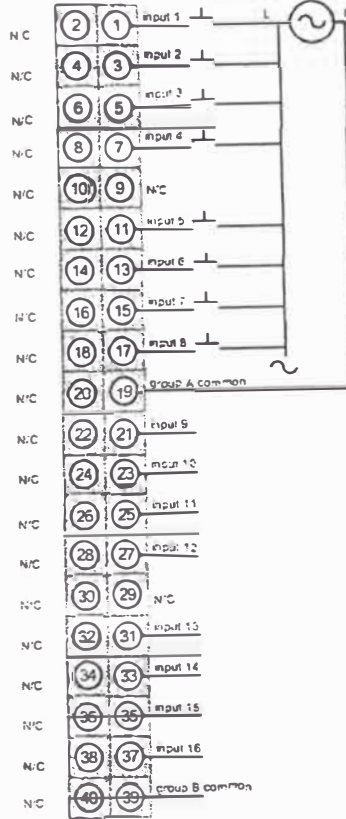 N/C 2 1 input 1 L
N/C 4 3 input 2
N/C 6 5 input 3
N/C 8 7 input 4
N/C 10 9 N/C
N/C 12 11 input 5
N/C 14 13 input 6
N/C 16 15 input 7
N/C 18 17 input 8
N/C 20 19 group A common
N/C 22 21 input 9
N/C 24 23 input 10
N/C 26 25 input 11
N/C 28 27 input 12
N/C 30 29 N/C
N/C 32 31 input 13
N/C 34 33 input 14
N/C 36 35 input 15
N/C 38 37 input 16
N/C 40 39 group B common